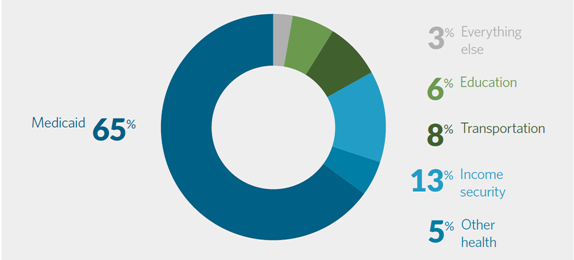 3% Everything
else
6% Education
8% Transportation
Medicaid 65%
13% Income
security
5% Other
health